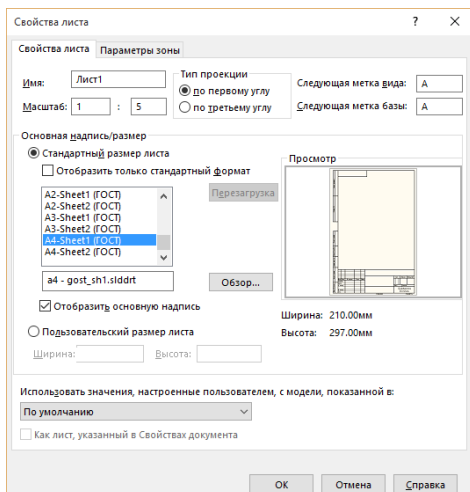 Свойства листа ? X
Свойства листа Параметры зоны
Имя: Лист1
Масштаб: 1 : 5
Тип проекции
по первому углу
по третьему углу
Следующая метка вида: A
Следующая метка базы: A
Основная надпись/размер
Стандартный размер листа
Отобразить только стандартный формат
A2-Sheet1 (ГОСТ)
A2-Sheet2 (ГОСТ)
A3-Sheet1 (ГОСТ)
A3-Sheet2 (ГОСТ)
A4-Sheet1 (ГОСТ)
A4-Sheet2 (ГОСТ)
Перезагрузка
a4 - gost_sh1.slddrt
Обзор...
Отобразить основную надпись
Пользовательский размер листа
Ширина: Высота:
Просмотр
Ширина: 210.00мм
Высота: 297.00мм
Использовать значения, настроенные пользователем, с модели, показанной в:
По умолчанию
Как лист, указанный в Свойствах документа
OK Отмена Справка